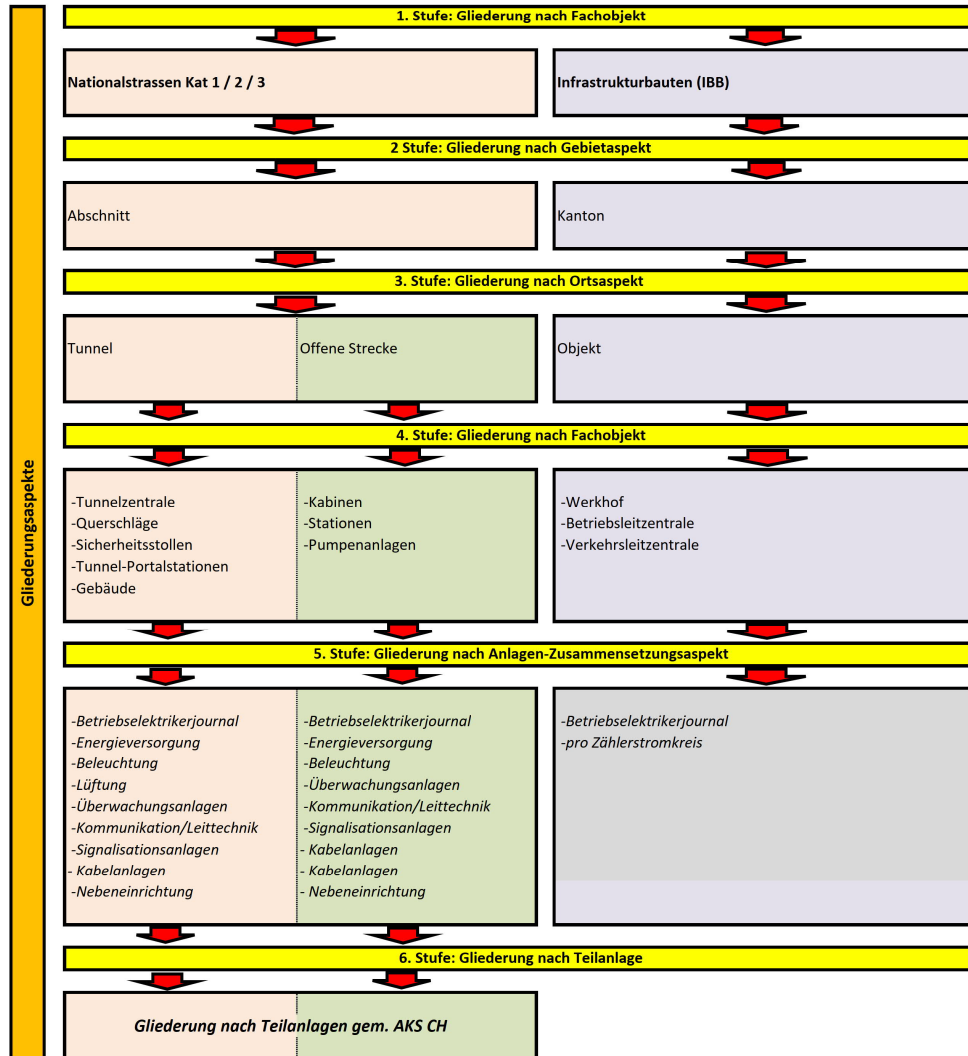 Gliederungsaspekte
1. Stufe: Gliederung nach Fachobjekt
Nationalstrassen Kat 1 / 2 / 3
Infrastrukturbauten (IBB)
2 Stufe: Gliederung nach Gebietaspekt
Abschnitt
Kanton
3. Stufe: Gliederung nach Ortsaspekt
Tunnel
Offene Strecke
Objekt
4. Stufe: Gliederung nach Fachobjekt
-Tunnelzentrale
-Querschläge
-Sicherheitsstollen
-Tunnel-Portalstationen
-Gebäude
-Kabinen
-Stationen
-Pumpenanlagen
-Werkhof
-Betriebsleitzentrale
-Verkehrsleitzentrale
5. Stufe: Gliederung nach Anlagen-Zusammensetzungsaspekt
-Betriebselektrikerjournal
-Energieversorgung
-Beleuchtung
-Lüftung
-Überwachungsanlagen
-Kommunikation/Leittechnik
-Signalisationsanlagen
- Kabelanlagen
-Nebeneinrichtung
-Betriebselektrikerjournal
-Energieversorgung
-Beleuchtung
-Überwachungsanlagen
-Kommunikation/Leittechnik
-Signalisationsanlagen
- Kabelanlagen
- Kabelanlagen
- Nebeneinrichtung
-Betriebselektrikerjournal
-pro Zählerstromkreis
6. Stufe: Gliederung nach Teilanlage
Gliederung nach Teilanlagen gem. AKS CH